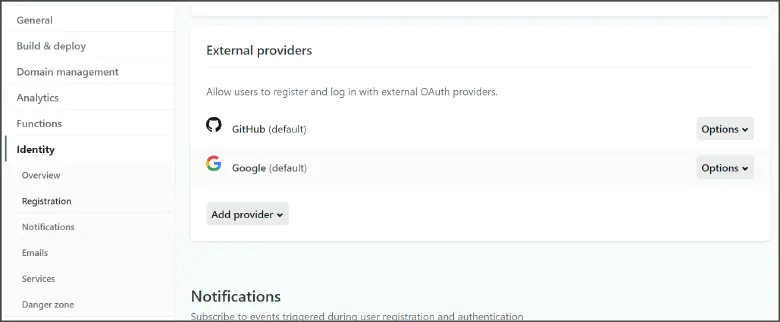 General
Build & deploy
Domain management
Analytics
Functions
Identity
Overview
Registration
Notifications
Emails
Services
Danger zone
External providers
Allow users to register and log in with external OAuth providers.
GitHub (default)
Options
Google (default)
Options
Add provider
Notifications
Subscribe to events triggered during user registration and authentication